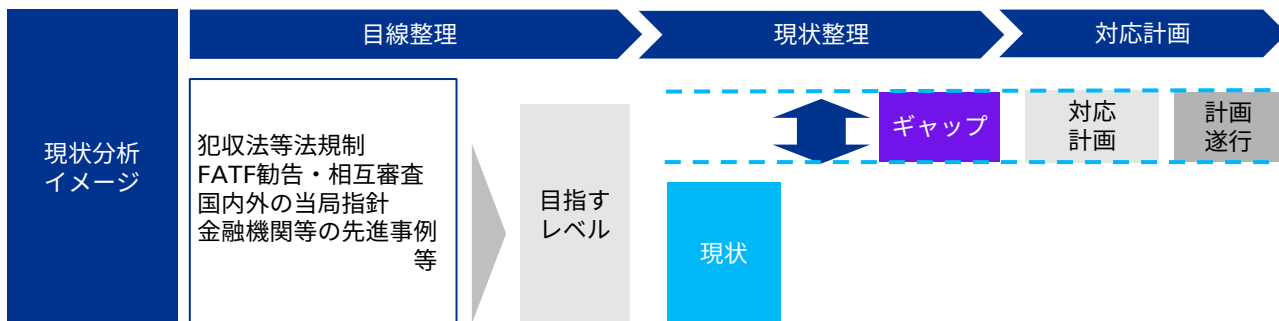 目線整理
現状整理
対応計画
現状分析
イメージ
犯収法等法規制
FATF勧告・相互審査
国内外の当局指針
金融機関等の先進事例
等
目指す
レベル
現状
ギャップ
対応
計画
計画
遂行